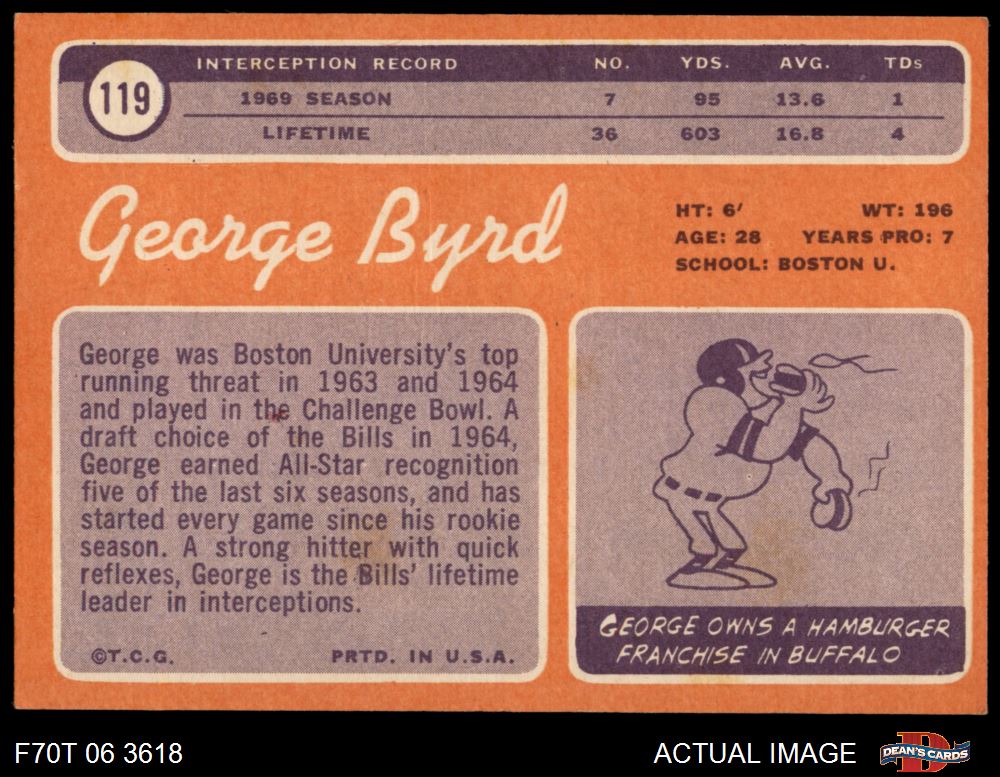 119
INTERCEPTION RECORD NO. YDS. AVG. TDs
1969 SEASON 7 95 13.6 1
LIFETIME 36 603 16.8 4
George Byrd
HT: 6′ WT: 196
AGE: 28 YEARS PRO: 7
SCHOOL: BOSTON U.
George was Boston University's top
running threat in 1963 and 1964
and played in the Challenge Bowl. A
draft choice of the Bills in 1964,
George earned All-Star recognition
five of the last six seasons, and has
started every game since his rookie
season. A strong hitter with quick
reflexes, George is the Bills' lifetime
leader in interceptions.
©T.C.G. PRTD. IN U.S.A.
GEORGE OWNS A HAMBURGER
FRANCHISE IN BUFFALO
F70T 06 3618 ACTUAL IMAGE DEAN'S CARDS